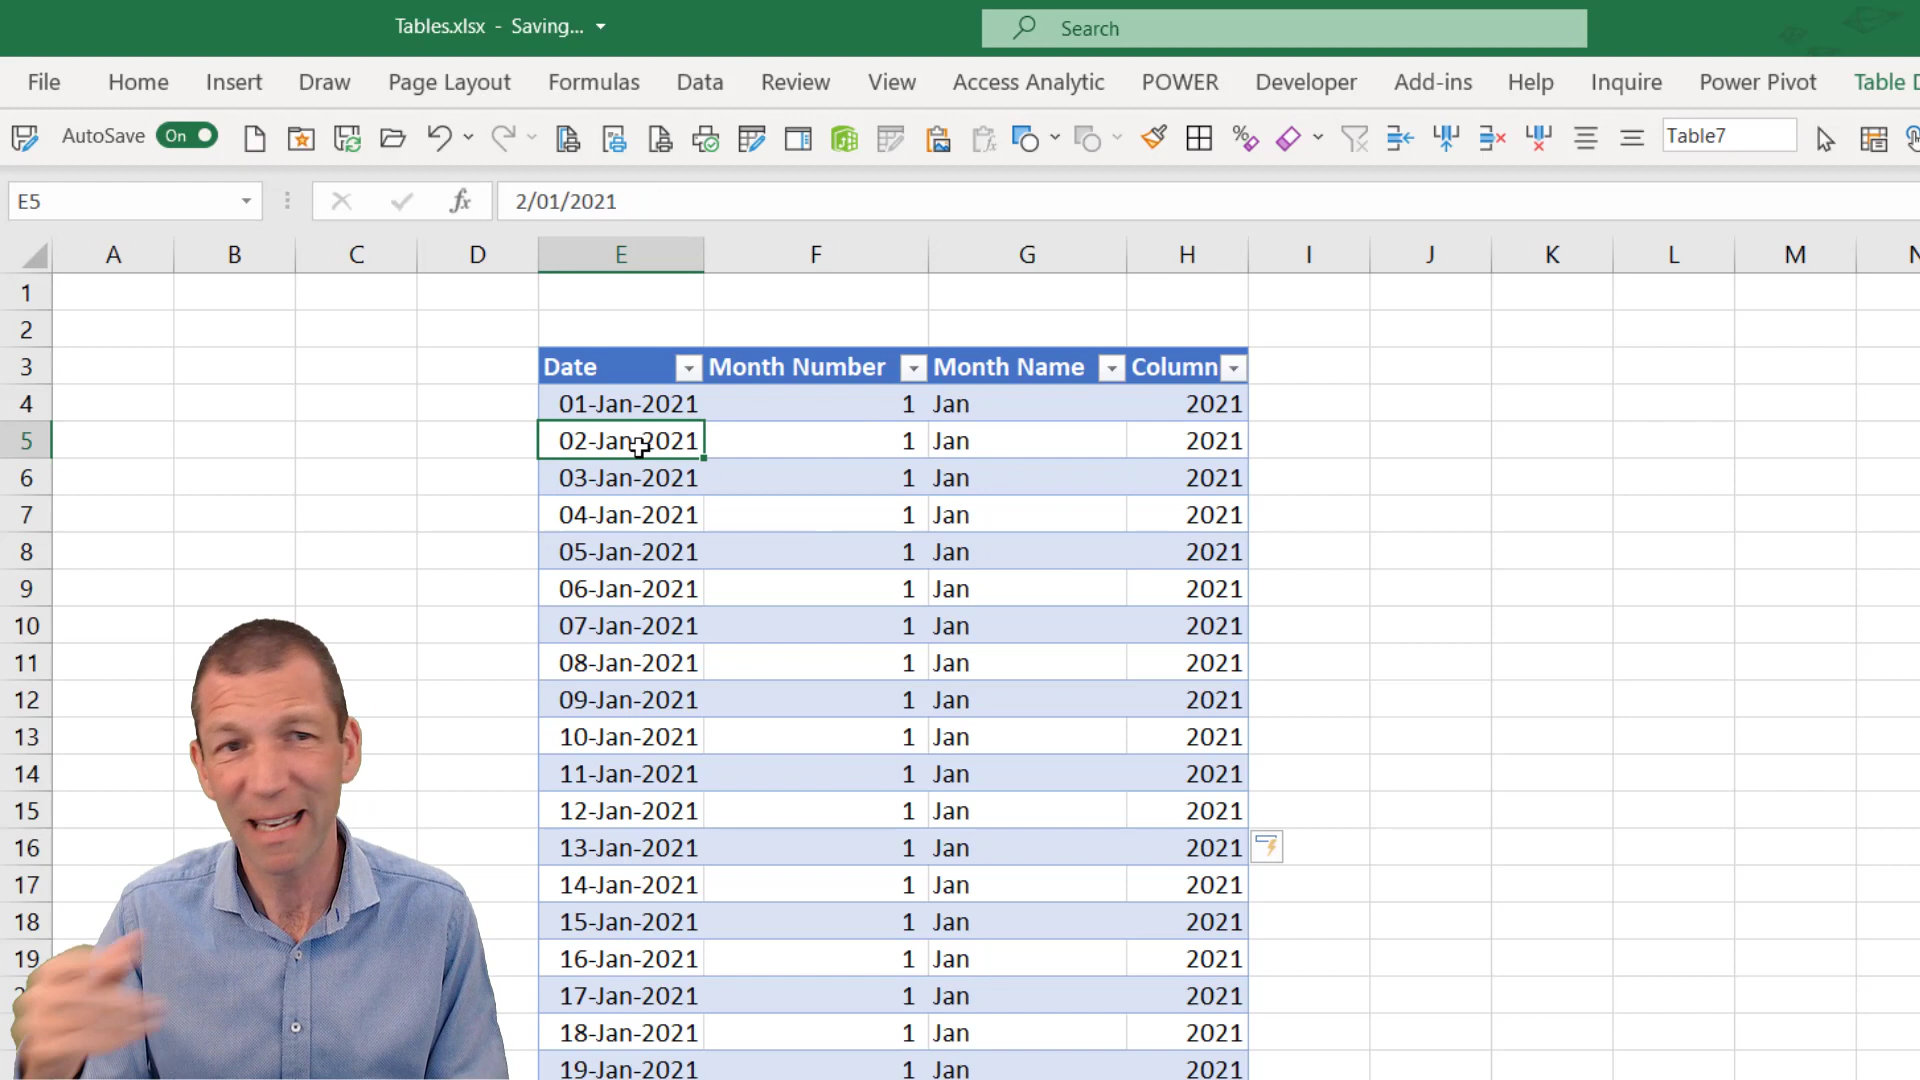 Tables.xlsx - Saving...
Search
File Home Insert Draw Page Layout Formulas Data Review View Access Analytic POWER Developer Add-ins Help Inquire Power Pivot Table D
AutoSave On Table7
E5 fx 2/01/2021
A B C D E F G H I J K L M N
1
2
3 Date Month Number Month Name Column
4 01-Jan-2021 1 Jan 2021
5 02-Jan-2021 1 Jan 2021
6 03-Jan-2021 1 Jan 2021
7 04-Jan-2021 1 Jan 2021
8 05-Jan-2021 1 Jan 2021
9 06-Jan-2021 1 Jan 2021
10 07-Jan-2021 1 Jan 2021
11 08-Jan-2021 1 Jan 2021
12 09-Jan-2021 1 Jan 2021
13 10-Jan-2021 1 Jan 2021
14 11-Jan-2021 1 Jan 2021
15 12-Jan-2021 1 Jan 2021
16 13-Jan-2021 1 Jan 2021
17 14-Jan-2021 1 Jan 2021
18 15-Jan-2021 1 Jan 2021
19 16-Jan-2021 1 Jan 2021
17-Jan-2021 1 Jan 2021
18-Jan-2021 1 Jan 2021
19-Jan-2021 1 Jan 2021